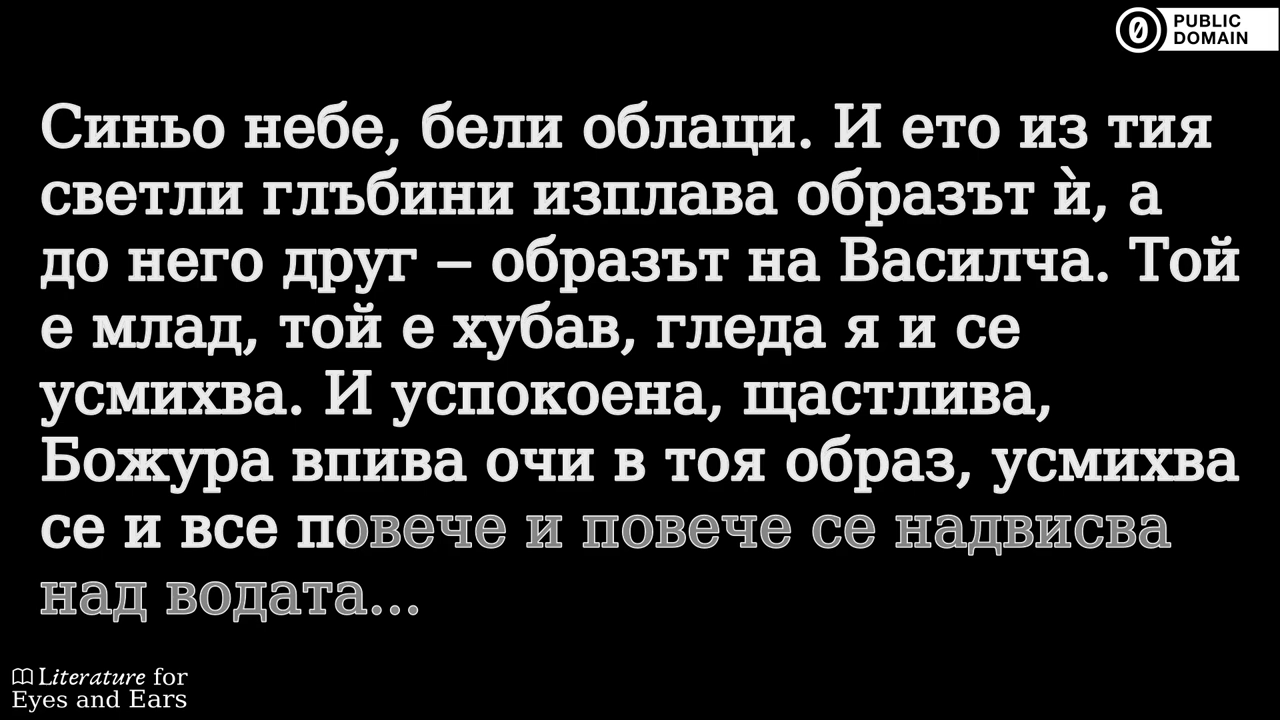 PUBLIC
DOMAIN
Синьо небе, бели облаци. И ето из тия
светли глъбини изплава образът ѝ, а
до него друг – образът на Василча. Той
е млад, той е хубав, гледа я и се
усмихва. И успокоена, щастлива,
Божура впива очи в тоя образ, усмихва
се и все повече и повече се надвисва
над водата...
Literature for
Eyes and Ears